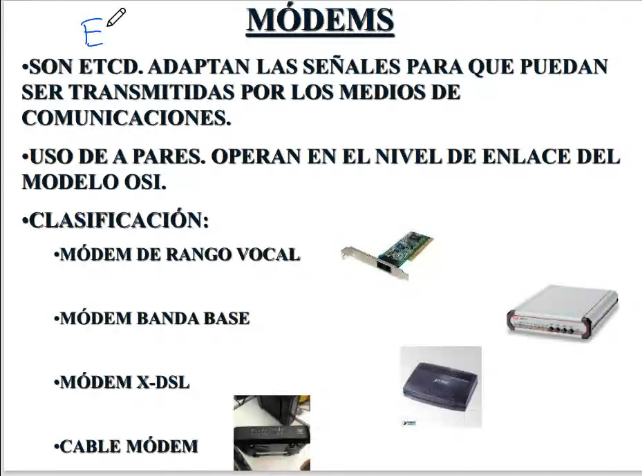 E
MÓDEMS
•SON ETCD. ADAPTAN LAS SEÑALES PARA QUE PUEDAN
SER TRANSMITIDAS POR LOS MEDIOS DE
COMUNICACIONES.
•USO DE A PARES. OPERAN EN EL NIVEL DE ENLACE DEL
MODELO OSI.
•CLASIFICACIÓN:
•MÓDEM DE RANGO VOCAL
•MÓDEM BANDA BASE
•MÓDEM X-DSL
•CABLE MÓDEM